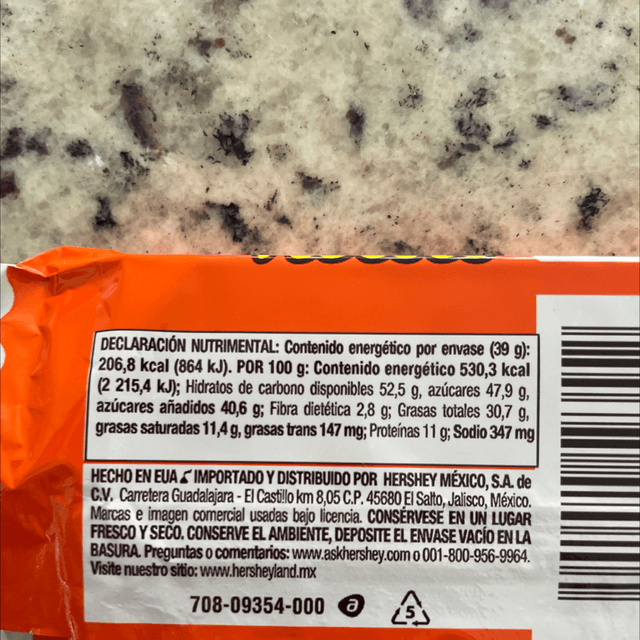 DECLARACIÓN NUTRIMENTAL: Contenido energético por envase (39 g):
206,8 kcal (864 kJ). POR 100 g: Contenido energético 530,3 kcal
(2 215,4 kJ); Hidratos de carbono disponibles 52,5 g, azúcares 47,9 g,
azúcares añadidos 40,6 g; Fibra dietética 2,8 g; Grasas totales 30,7 g,
grasas saturadas 11,4 g, grasas trans 147 mg; Proteínas 11 g; Sodio 347 mg
HECHO EN EUA IMPORTADO Y DISTRIBUIDO POR HERSHEY MÉXICO, S.A. de
C.V. Carretera Guadalajara - El Castillo km 8,05 C.P. 45680 El Salto, Jalisco, México.
Marcas e imagen comercial usadas bajo licencia. CONSÉRVESE EN UN LUGAR
FRESCO Y SECO. CONSERVE EL AMBIENTE, DEPOSITE EL ENVASE VACÍO EN LA
BASURA. Preguntas o comentarios: www.askhershey.com o 001-800-956-9964.
Visite nuestro sitio: www.hersheyland.mx
708-09354-000 a 5